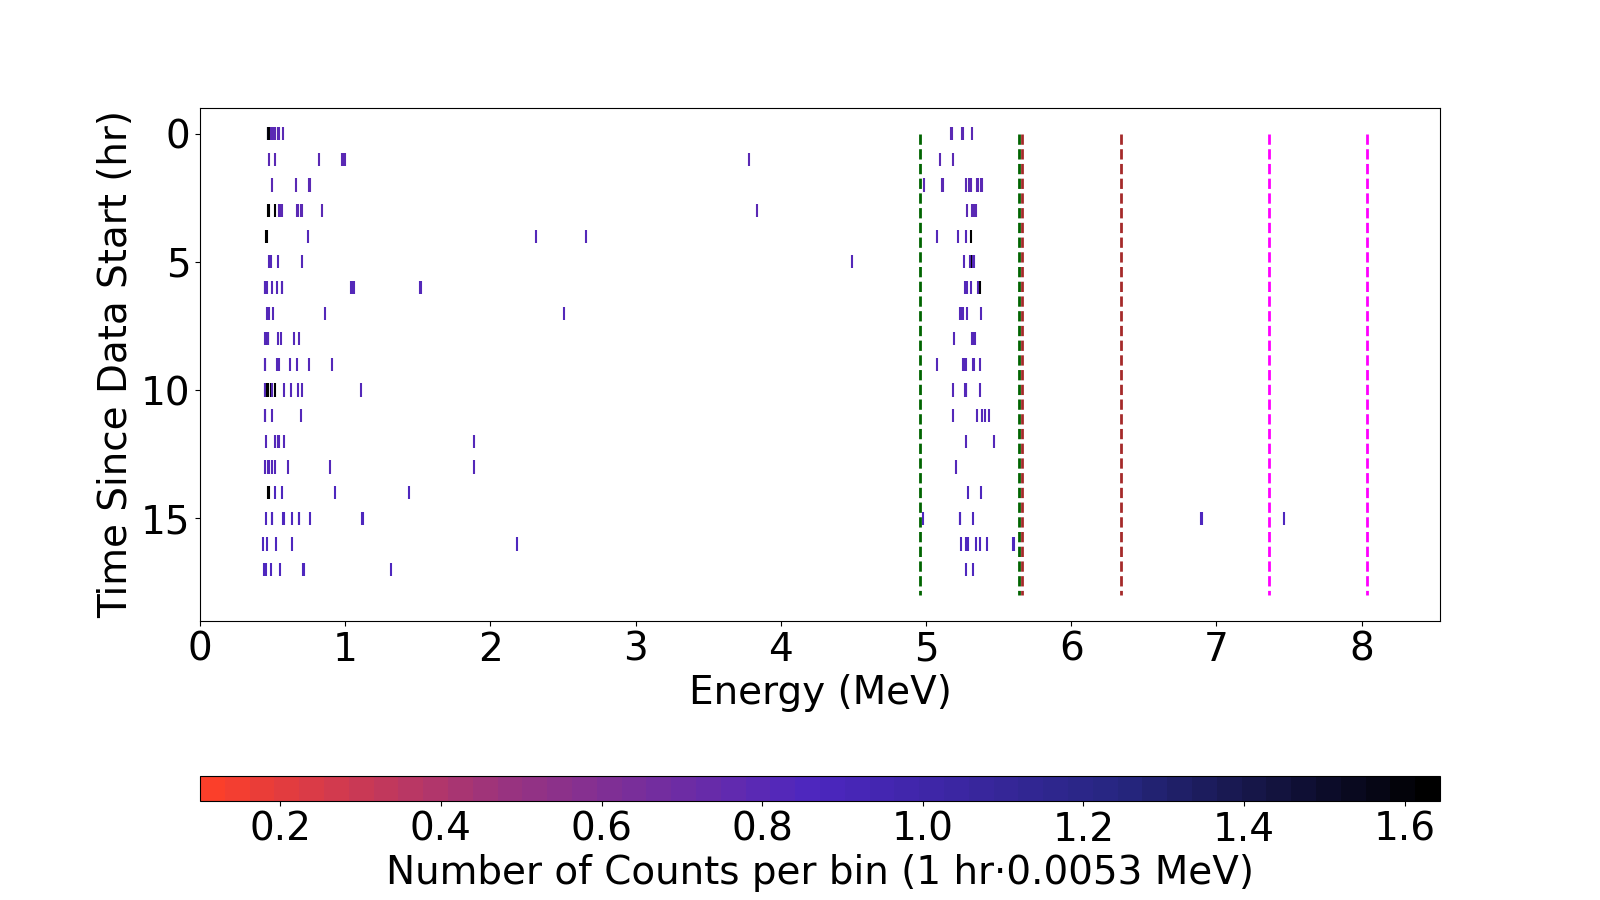 Time Since Data Start (hr)
0
5
10
15
0 1 2 3 4 5 6 7 8
Energy (MeV)
0.2 0.4 0.6 0.8 1.0 1.2 1.4 1.6
Number of Counts per bin (1 hr·0.0053 MeV)